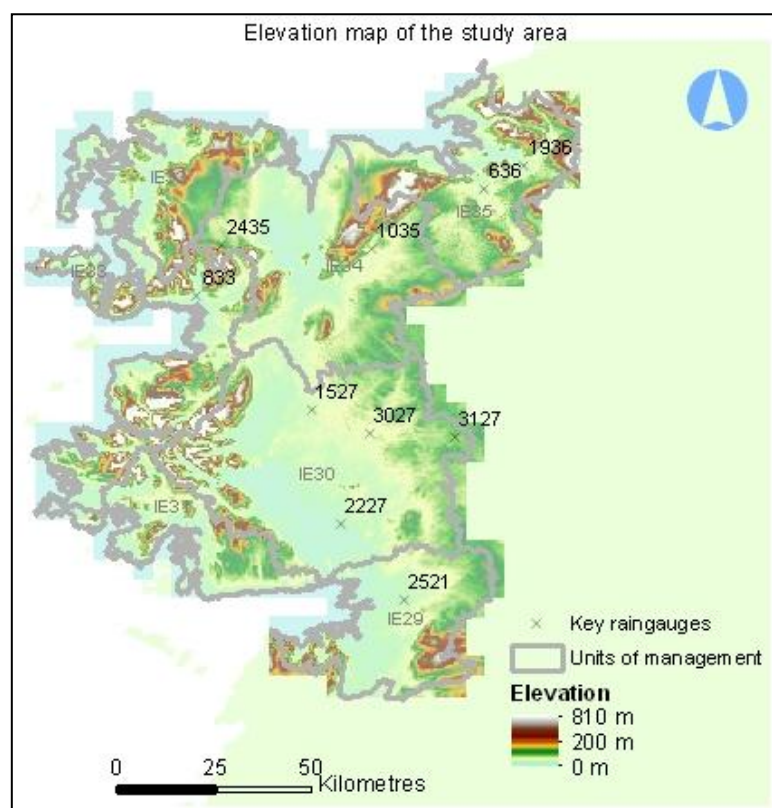 Elevation map of the study area
1936
636
IE35
2435
1035
IE34
IE33
833
1527
3027
3127
IE30
IE31
2227
2521
IE29
Key raingauges
Units of management
Elevation
810 m
200 m
0 m
0 25 50
Kilometres